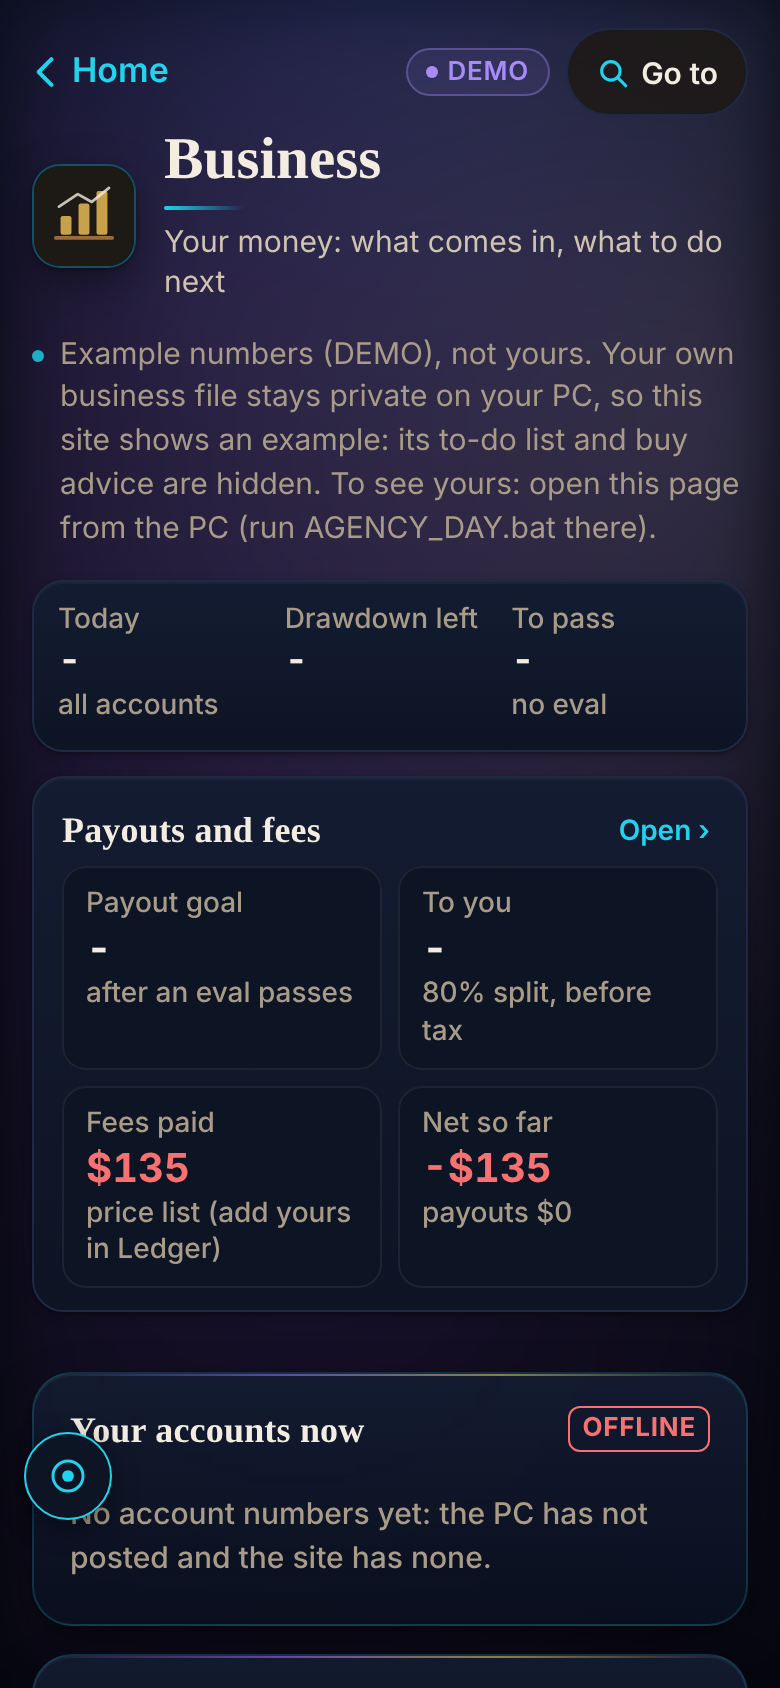 Home
DEMO
Go to
Business
Your money: what comes in, what to do
next
Example numbers (DEMO), not yours. Your own
business file stays private on your PC, so this
site shows an example: its to-do list and buy
advice are hidden. To see yours: open this page
from the PC (run AGENCY_DAY.bat there).
Today
-
all accounts
Drawdown left
-
To pass
-
no eval
Payouts and fees
Open ›
Payout goal
-
after an eval passes
To you
-
80% split, before
tax
Fees paid
$135
price list (add yours
in Ledger)
Net so far
-$135
payouts $0
Your accounts now
OFFLINE
No account numbers yet: the PC has not
posted and the site has none.